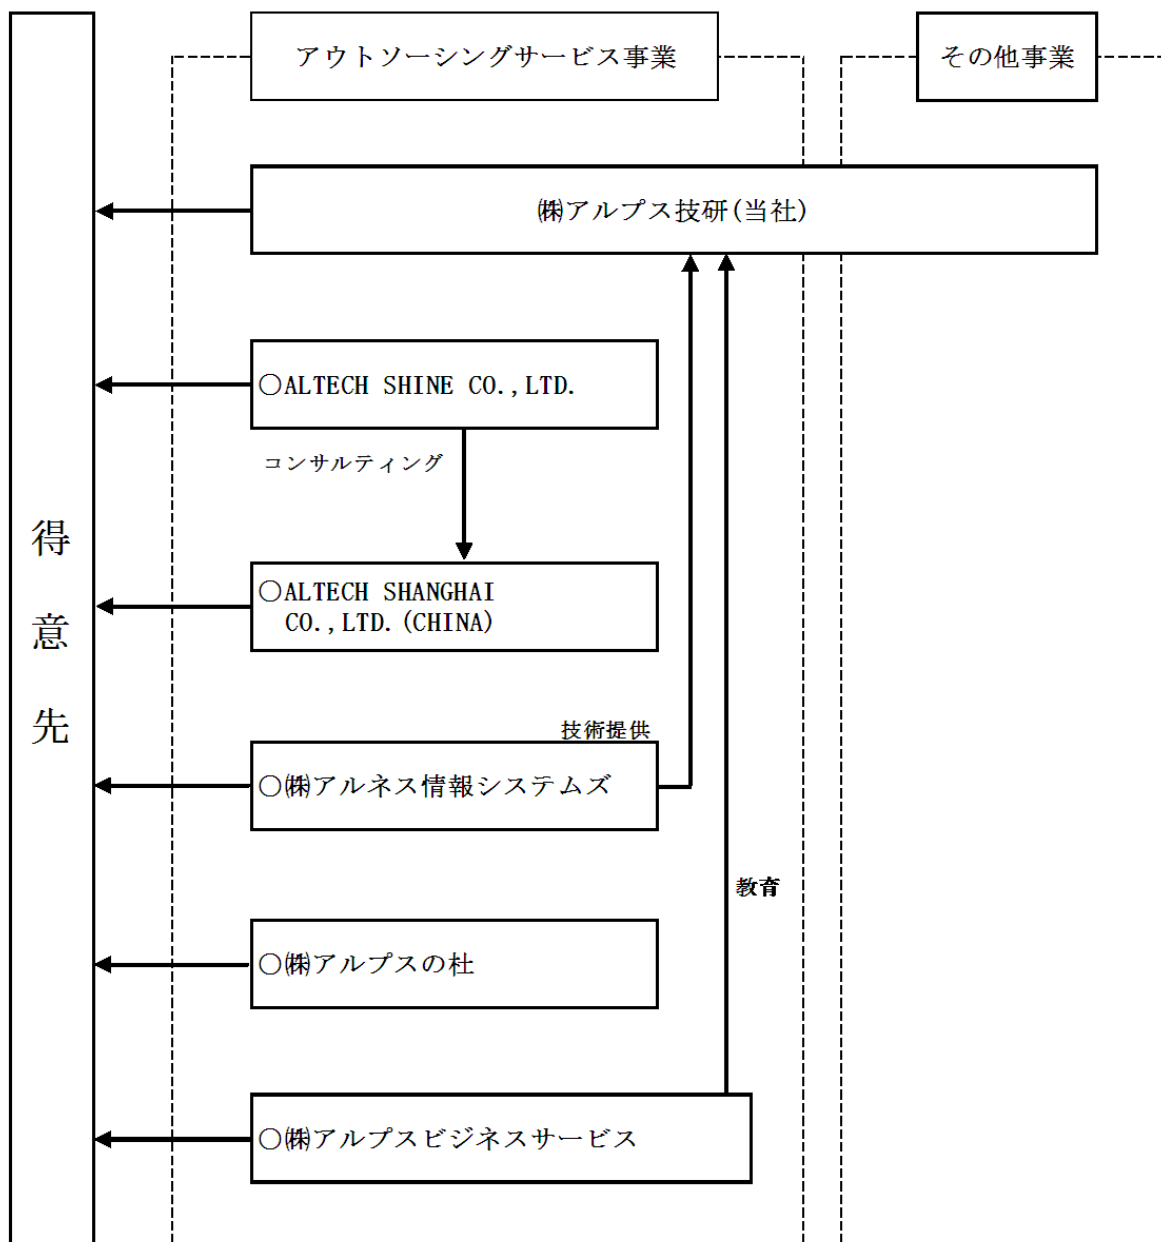 アウトソーシングサービス事業
その他事業
㈱アルプス技研(当社)
○ALTECH SHINE CO.,LTD.
コンサルティング
○ALTECH SHANGHAI
CO.,LTD.(CHINA)
技術提供
○㈱アルネス情報システムズ
教育
○㈱アルプスの杜
○㈱アルプスビジネスサービス
得意先